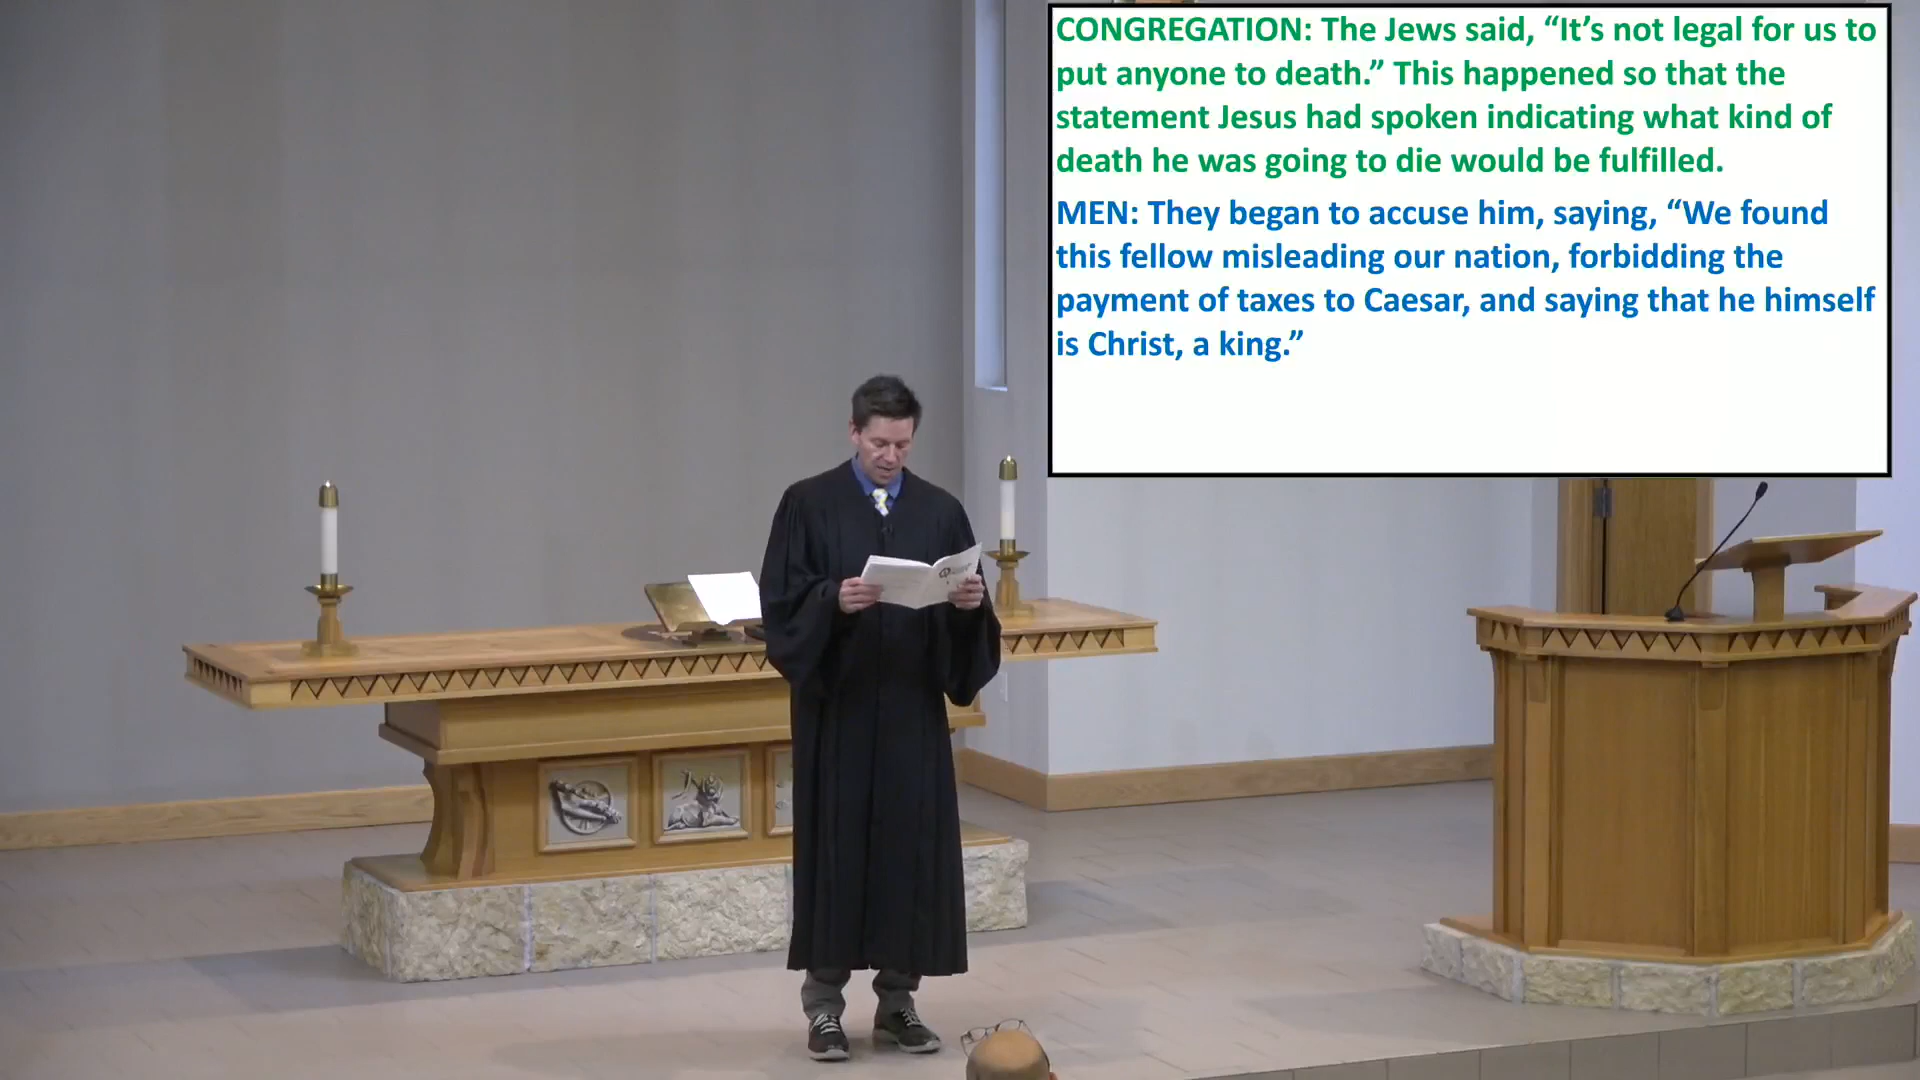 CONGREGATION: The Jews said, “It’s not legal for us to
put anyone to death.” This happened so that the
statement Jesus had spoken indicating what kind of
death he was going to die would be fulfilled.
MEN: They began to accuse him, saying, “We found
this fellow misleading our nation, forbidding the
payment of taxes to Caesar, and saying that he himself
is Christ, a king.”